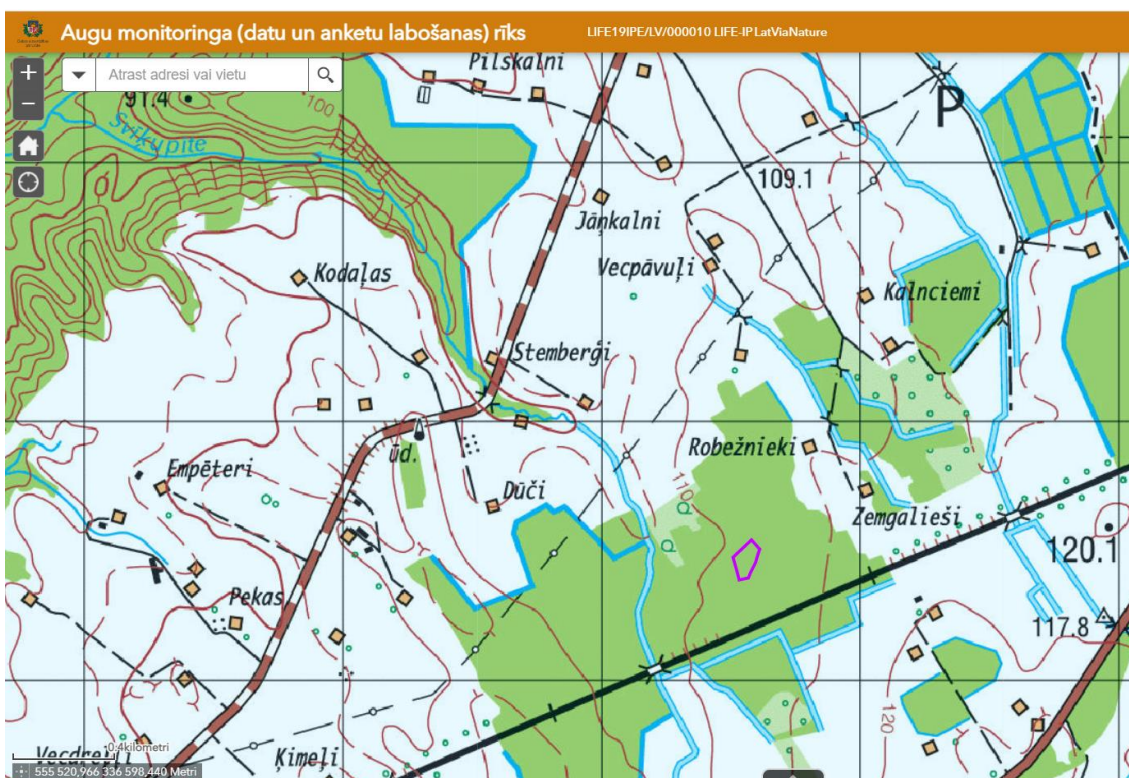 Augu monitoringa (datu un anketu labošanas) rīks
LIFE19IPE/LV/000010 LIFE-IP LatViaNature
+
Atrast adresi vai vietu
−
Pilskalni
91.4
100
P
Svikupīte
109.1
Jāņkalni
Vecpāvuļi
Kodaļas
Kalnciemi
Stemberģi
Robežnieki
ūd.
Empēteri
110
Dūči
Zemgalieši
120.1
Pekas
117.8
120
0.4kilometri
Ķimeļi
555 520,966 336 598,440 Metri